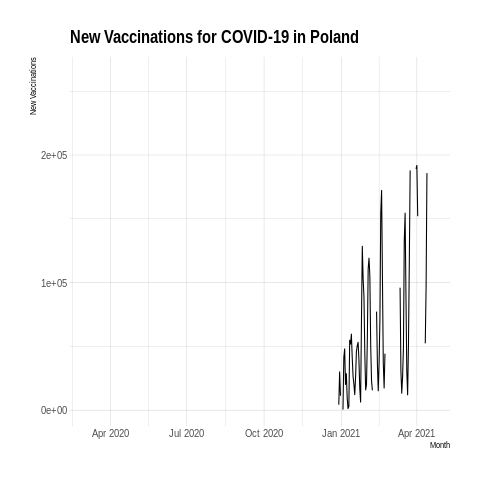 New Vaccinations for COVID-19 in Poland
New Vaccinations
2e+05
1e+05
0e+00
Apr 2020 Jul 2020 Oct 2020 Jan 2021 Apr 2021
Month